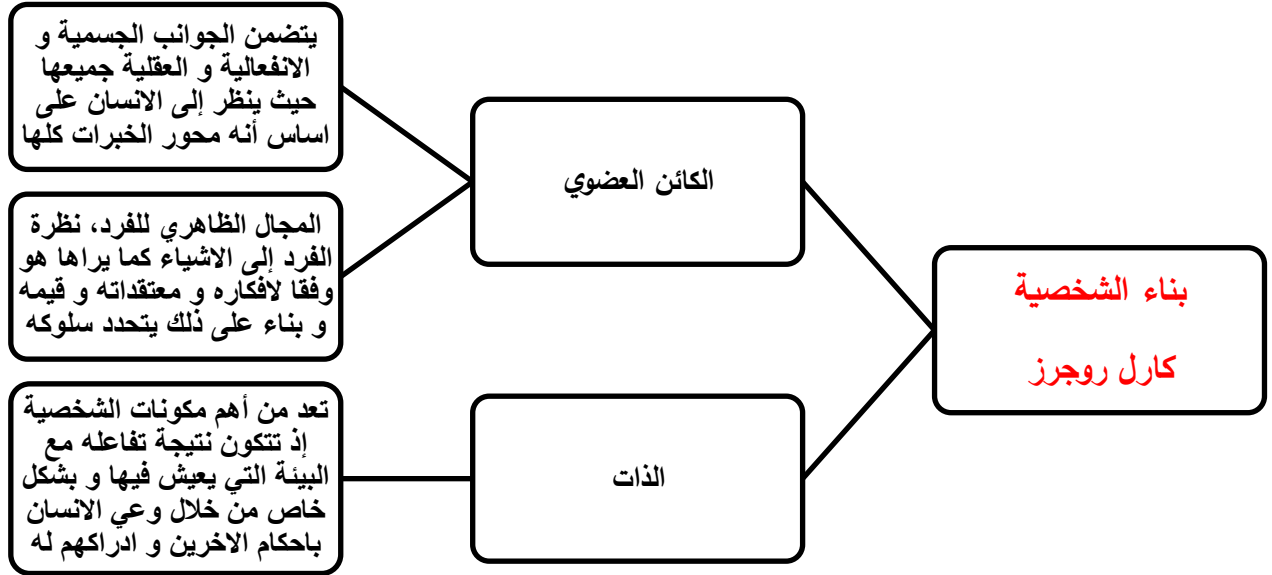 بناء الشخصية
كارل روجرز
الكائن العضوي
يتضمن الجوانب الجسمية و
الانفعالية و العقلية جميعها
حيث ينظر إلى الانسان على
اساس أنه محور الخبرات كلها
المجال الظاهري للفرد، نظرة
الفرد إلى الاشياء كما يراها هو
وفقا لأفكاره و معتقداته و قيمه
و بناء على ذلك يتحدد سلوكه
الذات
تعد من أهم مكونات الشخصية
إذ تتكون نتيجة تفاعله مع
البيئة التي يعيش فيها و بشكل
خاص من خلال وعي الانسان
باحكام الاخرين و ادراكهم له